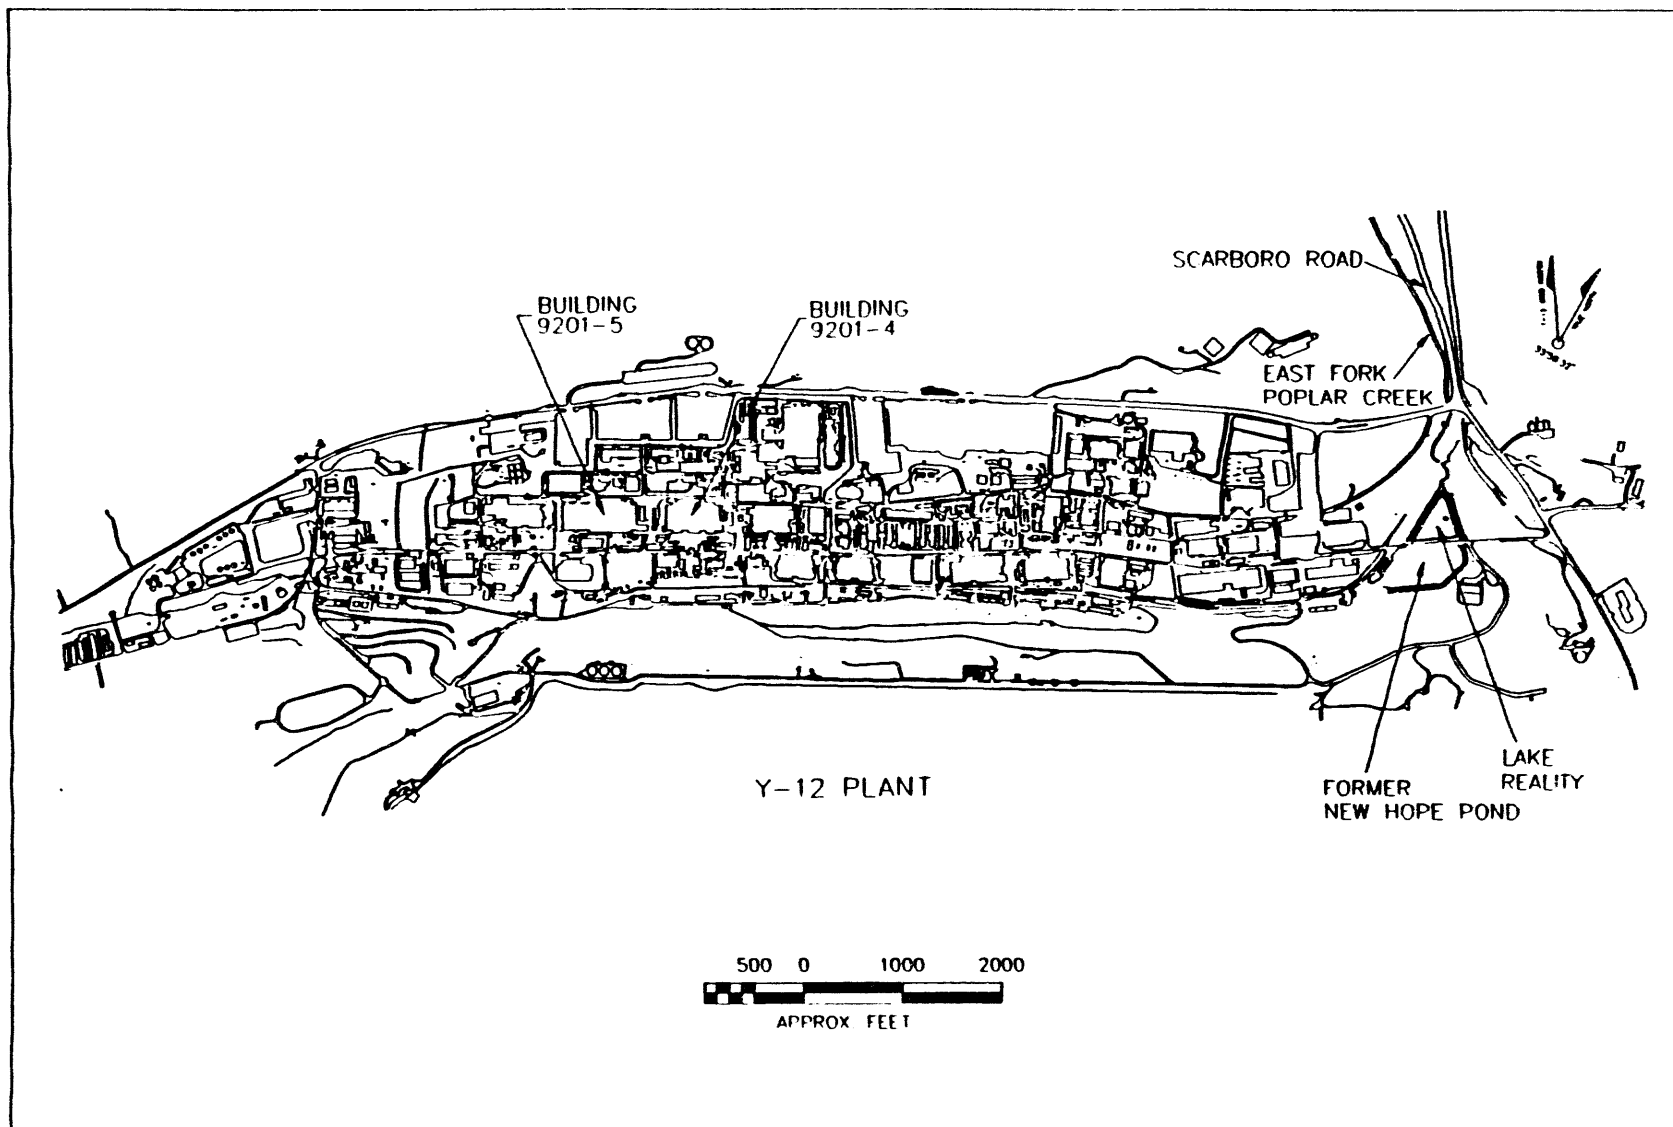 SCARBORO ROAD
BUILDING
9201-5
BUILDING
9201-4
EAST FORK
POPLAR CREEK
LAKE
REALITY
Y-12 PLANT
FORMER
NEW HOPE POND
500 0 1000 2000
APPROX FEET